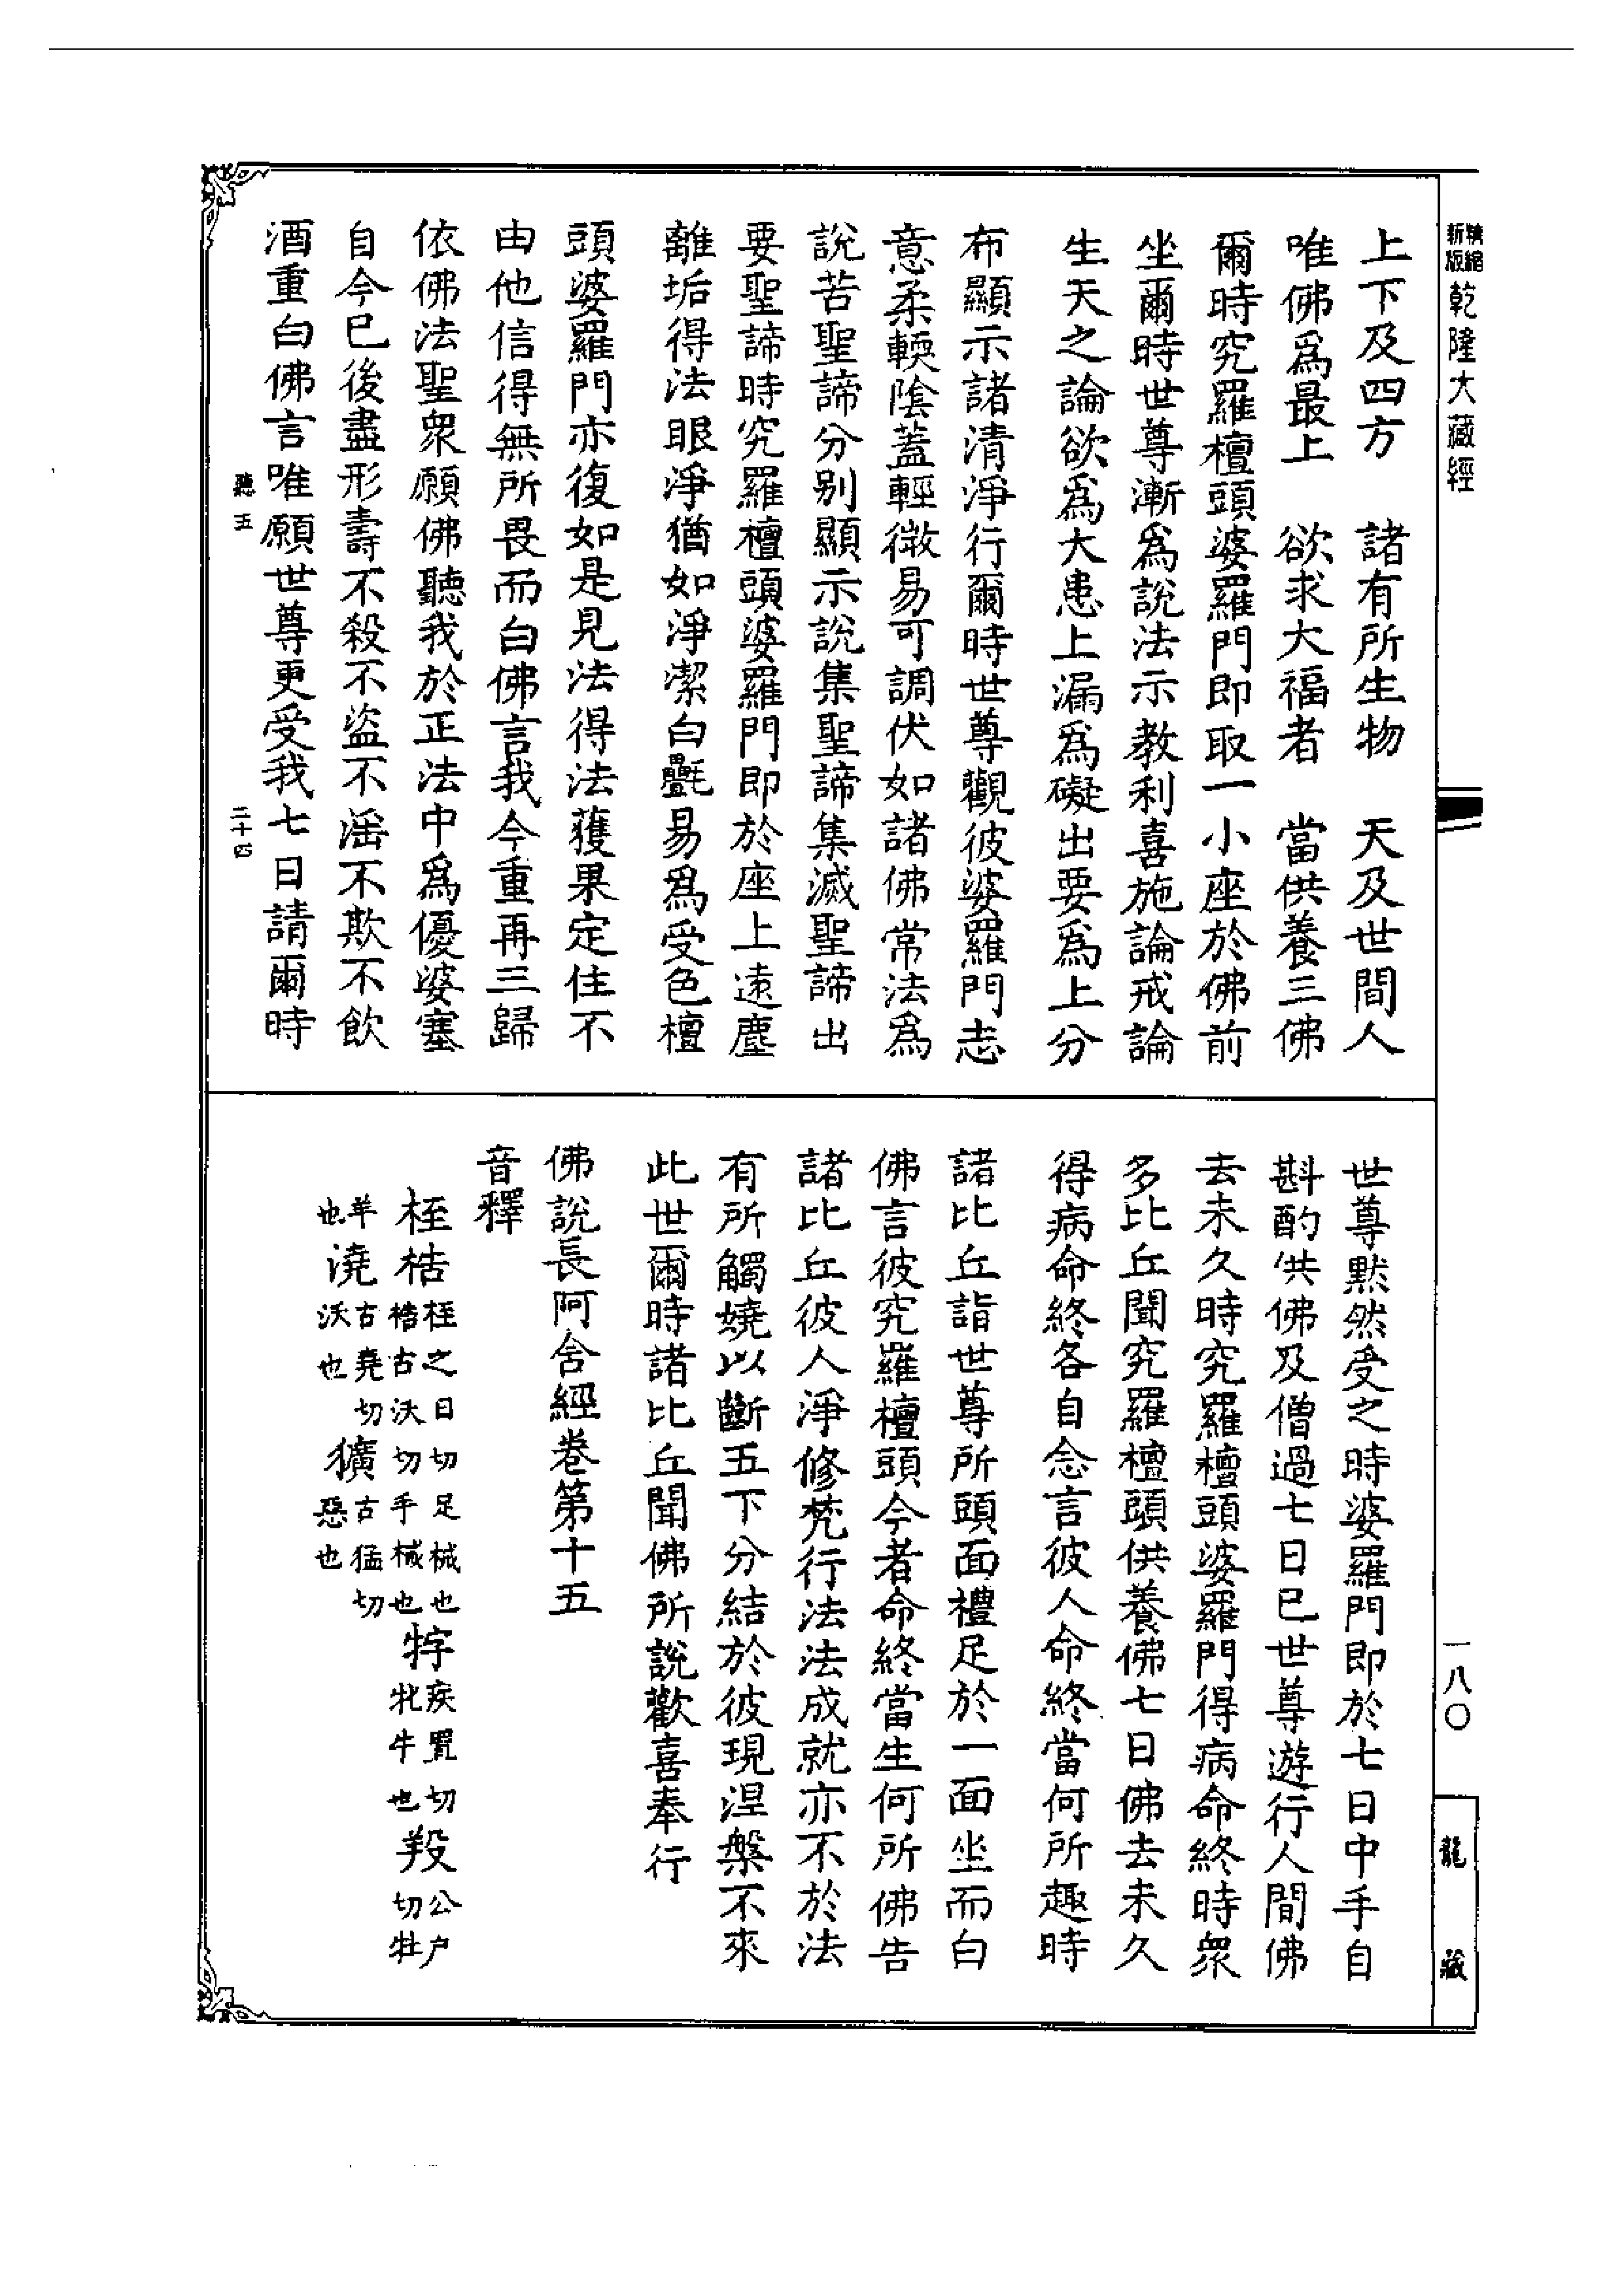 精縮新版乾隆大藏經
上下及四方　諸有所生物　天及世間人
唯佛爲最上　欲求大福者　當供養三佛
爾時究羅檀頭婆羅門即取一小座於佛前
坐爾時世尊漸爲說法示教利喜施論戒論
生天之論欲爲大患上漏爲礙出要爲上分
布顯示諸清淨行爾時世尊觀彼婆羅門志
意柔輭陰蓋輕微易可調伏如諸佛常法爲
說苦聖諦分别顯示說集聖諦集滅聖諦出
要聖諦時究羅檀頭婆羅門即於座上遠塵
離垢得法眼淨猶如淨潔白氎易爲受色檀
頭婆羅門亦復如是見法得法獲果定住不
由他信得無所畏而白佛言我今重再三歸
依佛法聖衆願佛聽我於正法中爲優婆塞
自今已後盡形壽不殺不盜不淫不欺不飲
酒重白佛言唯願世尊更受我七日請爾時
聽五　二十四
世尊默然受之時婆羅門即於七日中手自
斟酌供佛及僧過七日已世尊遊行人間佛
去未久時究羅檀頭婆羅門得病命終時衆
多比丘聞究羅檀頭供養佛七日佛去未久
得病命終各自念言彼人命終當何所趣時
諸比丘詣世尊所頭面禮足於一面坐而白
佛言彼究羅檀頭今者命終當生何所佛告
諸比丘彼人淨修梵行法法成就亦不於法
有所觸嬈以斷五下分結於彼現涅槃不來
此世爾時諸比丘聞佛所說歡喜奉行
佛說長阿含經卷第十五
音釋
桎梏桎之日切足械也梏古沃切手械也牸疾置切牝牛也羖公户切牡
羊也澆古堯切沃也獷古猛切惡也
一八〇
龍藏